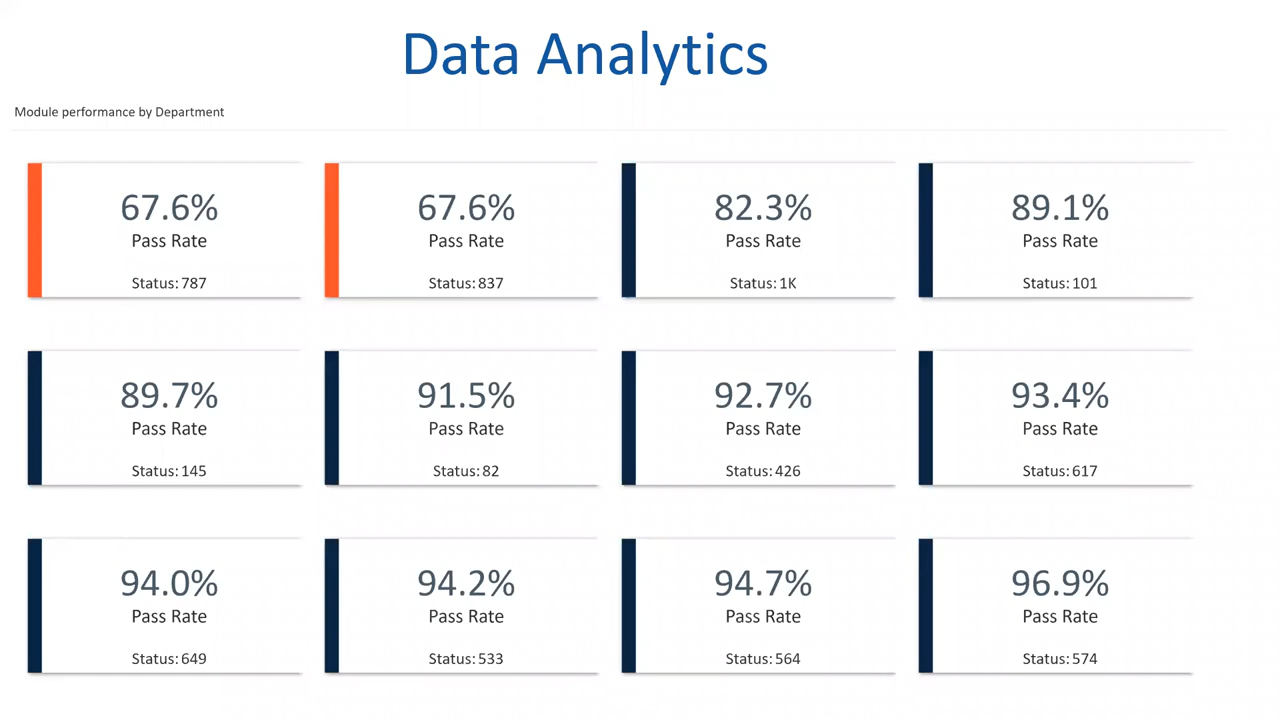 Data Analytics
Module performance by Department
67.6%
Pass Rate
Status: 787
67.6%
Pass Rate
Status: 837
82.3%
Pass Rate
Status: 1K
89.1%
Pass Rate
Status: 101
89.7%
Pass Rate
Status: 145
91.5%
Pass Rate
Status: 82
92.7%
Pass Rate
Status: 426
93.4%
Pass Rate
Status: 617
94.0%
Pass Rate
Status: 649
94.2%
Pass Rate
Status: 533
94.7%
Pass Rate
Status: 564
96.9%
Pass Rate
Status: 574